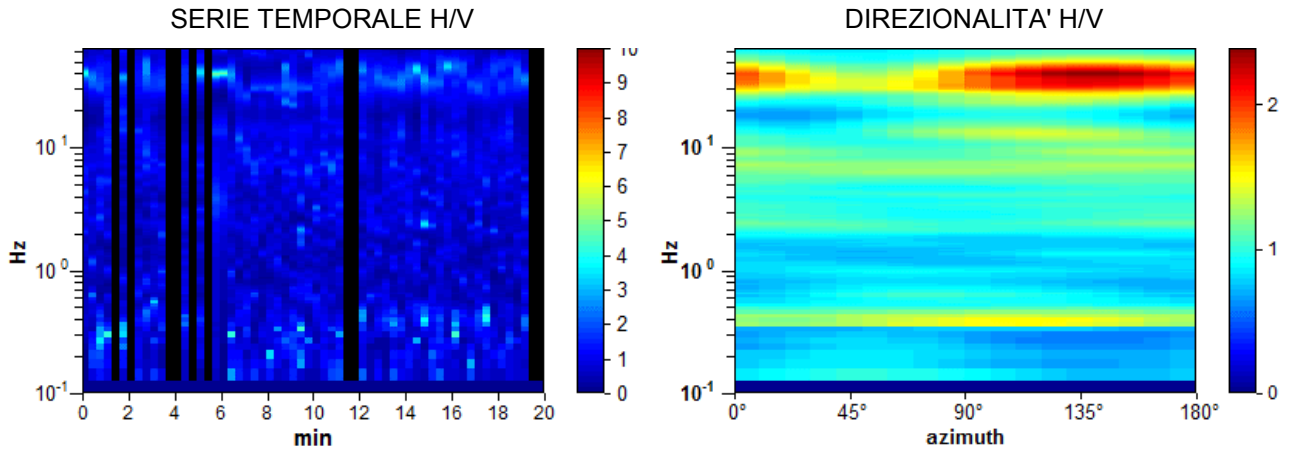 SERIE TEMPORALE H/V
DIREZIONALITA' H/V
10
9
8
7
6
5
4
3
2
1
0
Hz
10¹
10⁰
10⁻¹
0 2 4 6 8 10 12 14 16 18 20
min
Hz
10¹
10⁰
10⁻¹
0° 45° 90° 135° 180°
azimuth
2
1
0